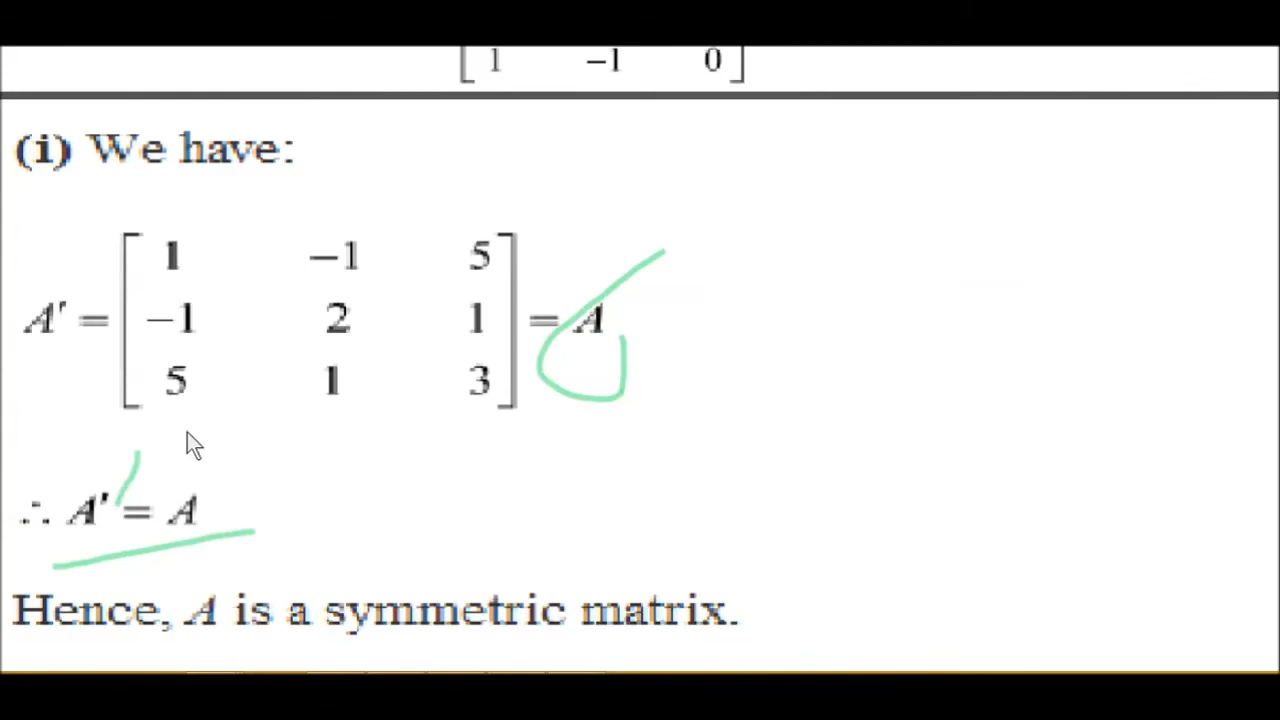 1 −1 0
(i) We have:
1 −1 5
A′ = −1 2 1 = A
5 1 3
∴ A′ = A
Hence, A is a symmetric matrix.